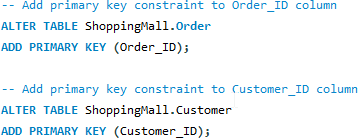 -- Add primary key constraint to Order_ID column
ALTER TABLE ShoppingMall.Order
ADD PRIMARY KEY (Order_ID);
-- Add primary key constraint to Customer_ID column
ALTER TABLE ShoppingMall.Customer
ADD PRIMARY KEY (Customer_ID);